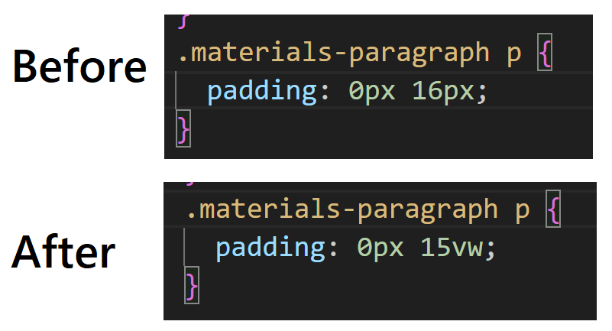 Before
}
.materials-paragraph p {
padding: 0px 16px;
}
After
.materials-paragraph p {
padding: 0px 15vw;
}